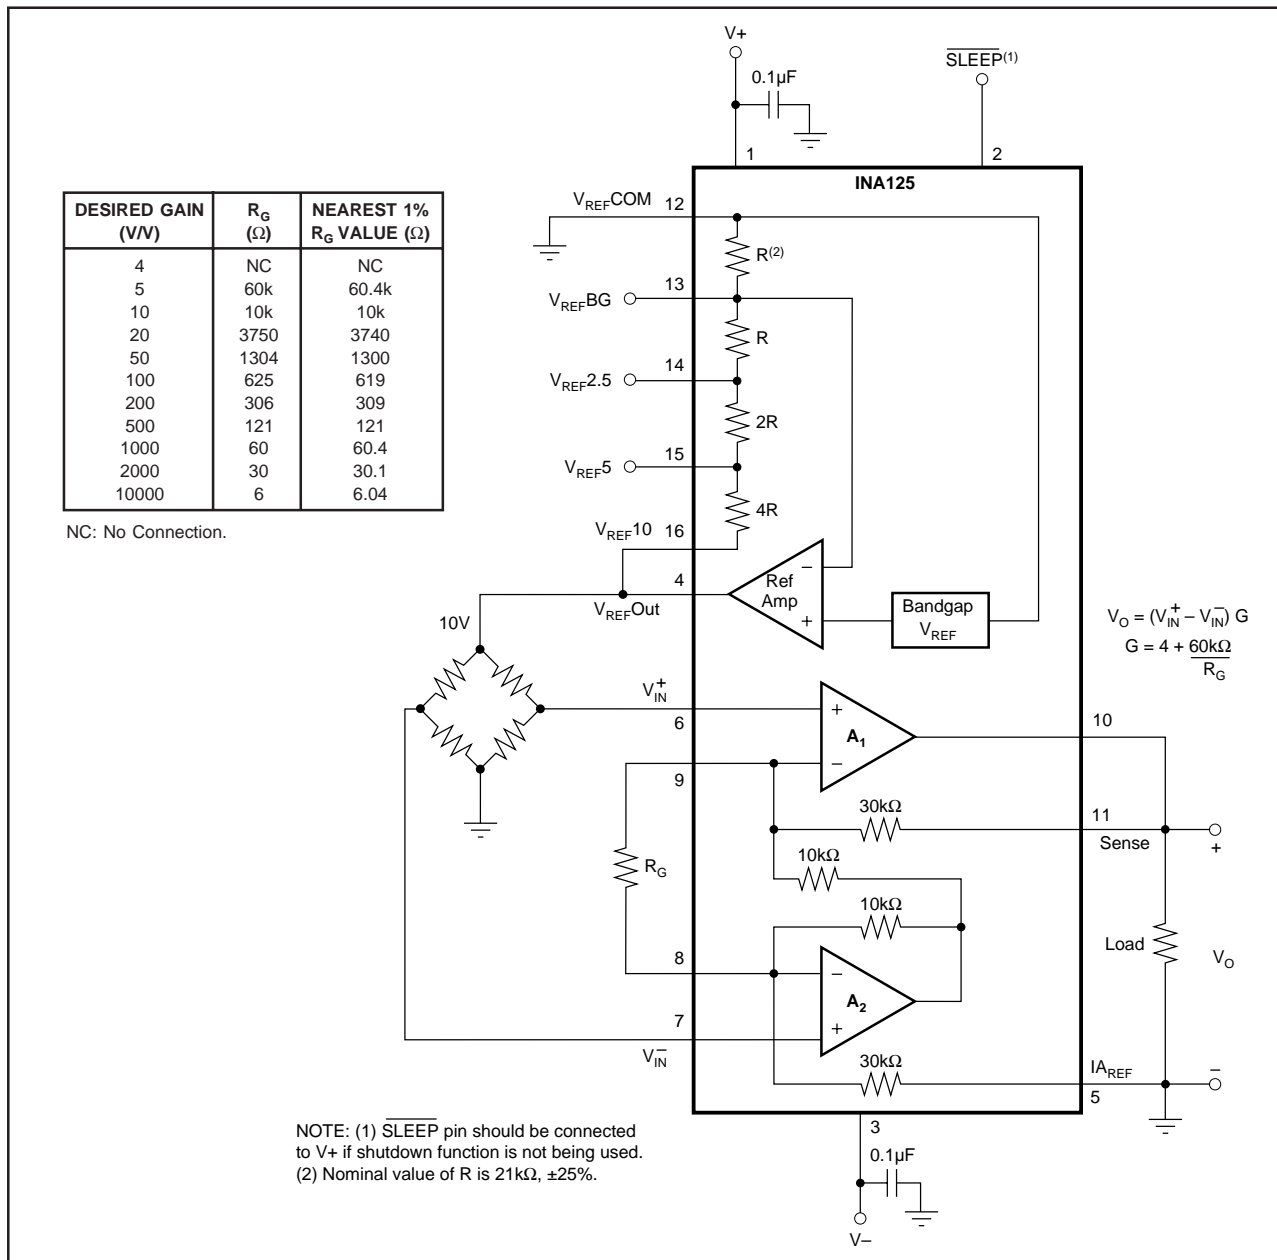 V+
SLEEP(1)
0.1µF
1
2
INA125
DESIRED GAIN (V/V) RG (Ω) NEAREST 1% RG VALUE (Ω)
4 NC NC
5 60k 60.4k
10 10k 10k
20 3750 3740
50 1304 1300
100 625 619
200 306 309
500 121 121
1000 60 60.4
2000 30 30.1
10000 6 6.04
NC: No Connection.
VREFCOM 12
R(2)
13
VREFBG
R
14
VREF2.5
2R
15
VREF5
4R
VREF10 16
4
VREFOut
10V
Ref Amp
−
+
Bandgap VREF
VO = (VIN+ – VIN−) G
G = 4 + 60kΩ
RG
VIN+
6
+
A1
−
10
9
30kΩ
11
Sense
+
10kΩ
RG
10kΩ
8
−
A2
+
Load
VO
7
VIN−
30kΩ
IAREF
−
5
3
0.1µF
V–
NOTE: (1) SLEEP pin should be connected
to V+ if shutdown function is not being used.
(2) Nominal value of R is 21kΩ, ±25%.